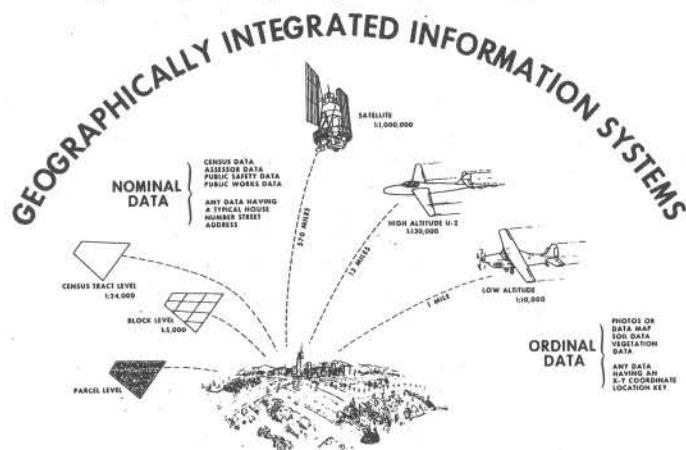 GEOGRAPHICALLY INTEGRATED INFORMATION SYSTEMS
SATELLITE
1:1,000,000
NOMINAL
DATA
CENSUS DATA
ASSESSOR DATA
PUBLIC SAFETY DATA
PUBLIC WORKS DATA
ANY DATA HAVING
A TYPICAL HOUSE
NUMBER STREET
ADDRESS
570 MILES
HIGH ALTITUDE U-2
1:130,000
12 MILES
CENSUS TRACT LEVEL
1:24,000
LOW ALTITUDE
1:10,000
1 MILE
BLOCK LEVEL
1:5,000
PARCEL LEVEL
ORDINAL
DATA
PHOTOS OR
DATA MAP
SOIL DATA
VEGETATION
DATA
ANY DATA
HAVING AN
X-Y COORDINATE
LOCATION KEY